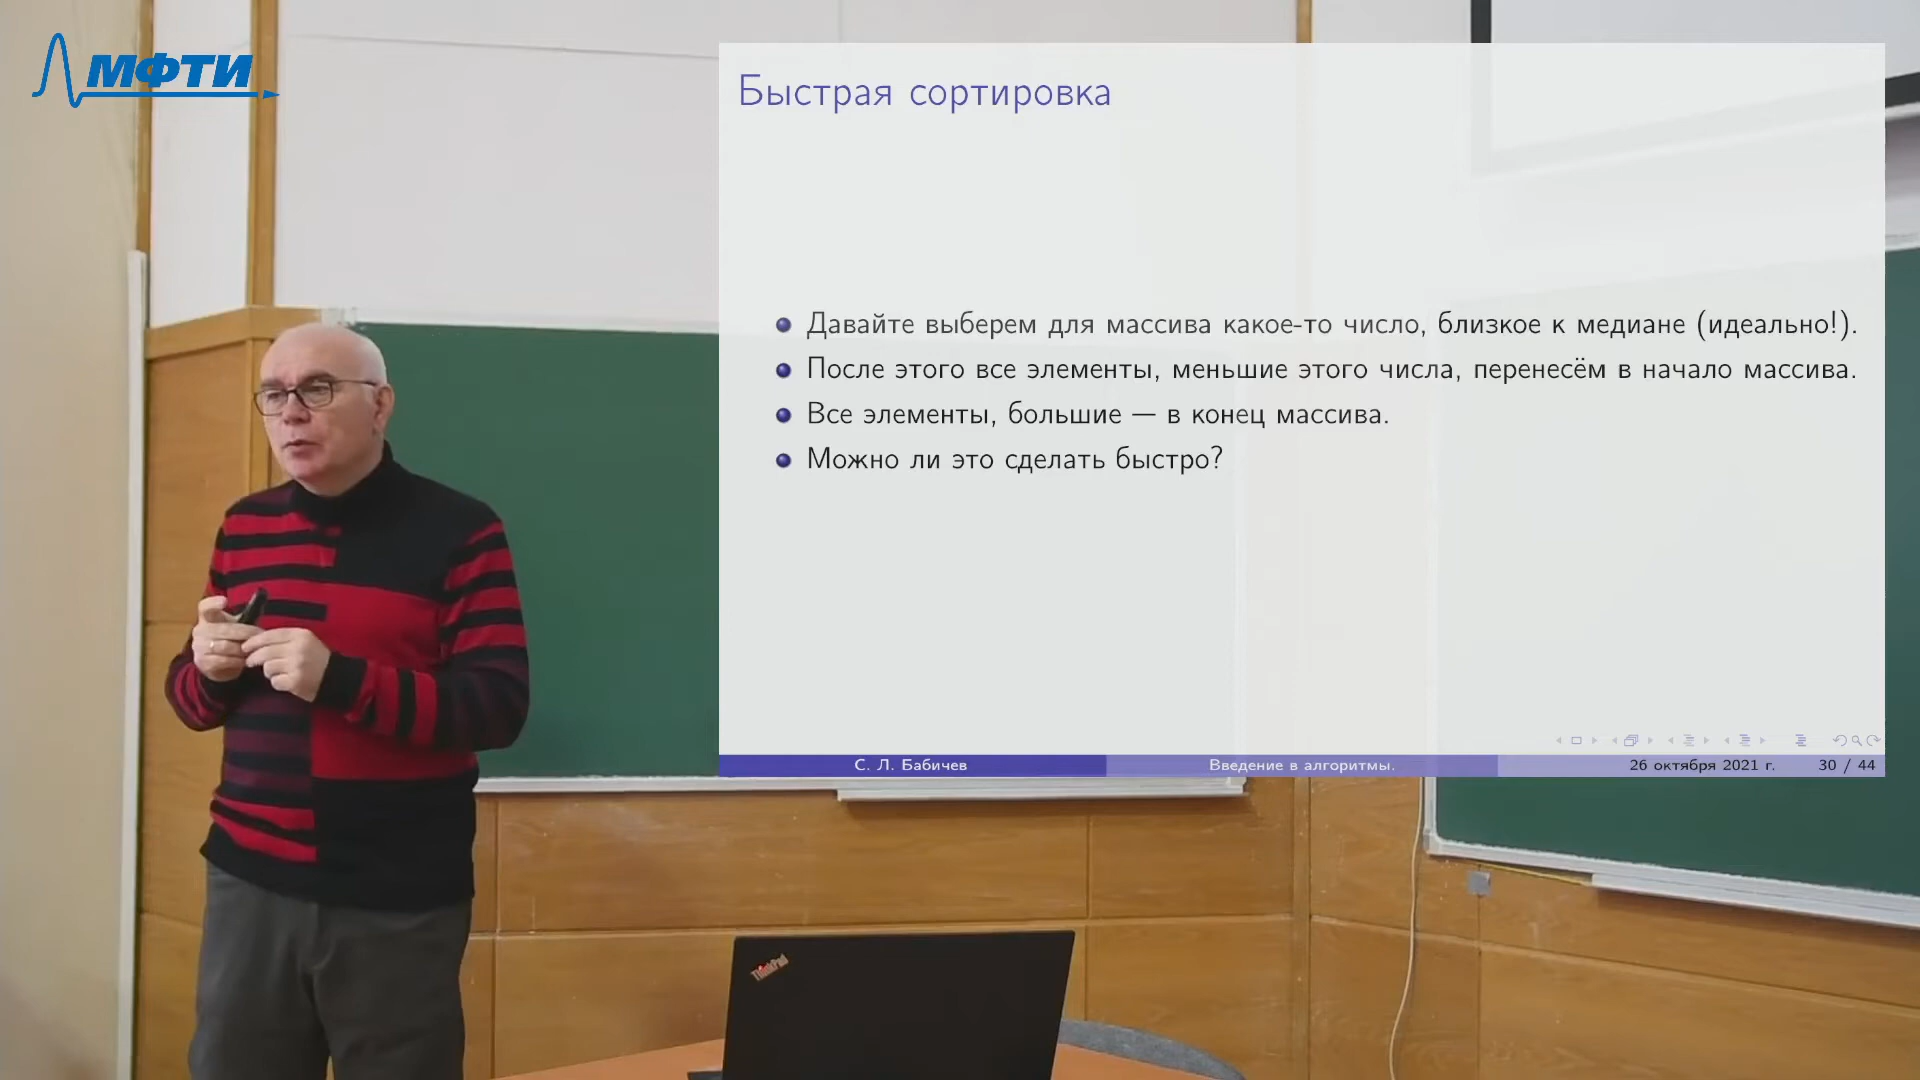 МФТИ
Быстрая сортировка
Давайте выберем для массива какое-то число, близкое к медиане (идеально!).
После этого все элементы, меньшие этого числа, перенесём в начало массива.
Все элементы, большие — в конец массива.
Можно ли это сделать быстро?
С. Л. Бабичев Введение в алгоритмы. 26 октября 2021 г. 30 / 44
ThinkPad